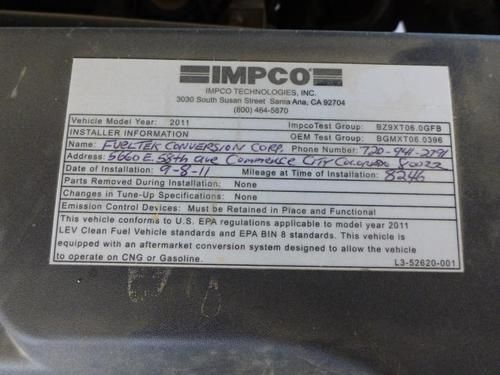 IMPCO
IMPCO TECHNOLOGIES, INC.
3030 South Susan Street Santa Ana, CA 92704
(800) 464-5870
Vehicle Model Year: 2011 Impco Test Group: BZ9XT06.0GFB
INSTALLER INFORMATION OEM Test Group: BGMXT06.0396
Name: FUELTEK CONVERSION CORP. Phone Number: 720-941-2791
Address: 5660 E. 58th ave Commerce City Colorado 80022
Date of Installation: 9-8-11 Mileage at Time of Installation: 8246
Parts Removed During Installation: None
Changes in Tune-Up Specifications: None
Emission Control Devices: Must be Retained in Place and Functional
This vehicle conforms to U.S. EPA regulations applicable to model year 2011
LEV Clean Fuel Vehicle standards and EPA BIN 8 standards. This vehicle is
equipped with an aftermarket conversion system designed to allow the vehicle
to operate on CNG or Gasoline. L3-52620-001